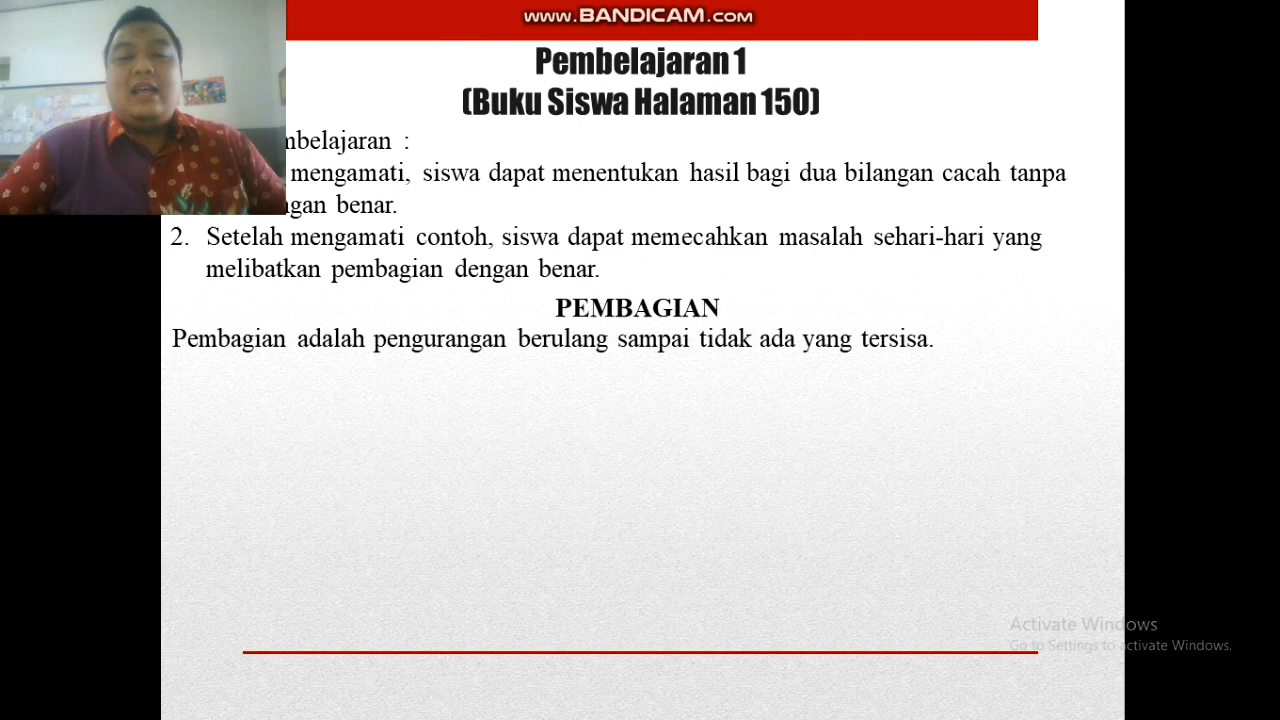 www.BANDICAM.com
Pembelajaran 1
(Buku Siswa Halaman 150)
:
mengamati, siswa dapat menentukan hasil bagi dua bilangan cacah tanpa
benar.
2. Setelah mengamati contoh, siswa dapat memecahkan masalah sehari-hari yang
melibatkan pembagian dengan benar.
PEMBAGIAN
Pembagian adalah pengurangan berulang sampai tidak ada yang tersisa.
Activate Windows
Go to Settings to activate Windows.